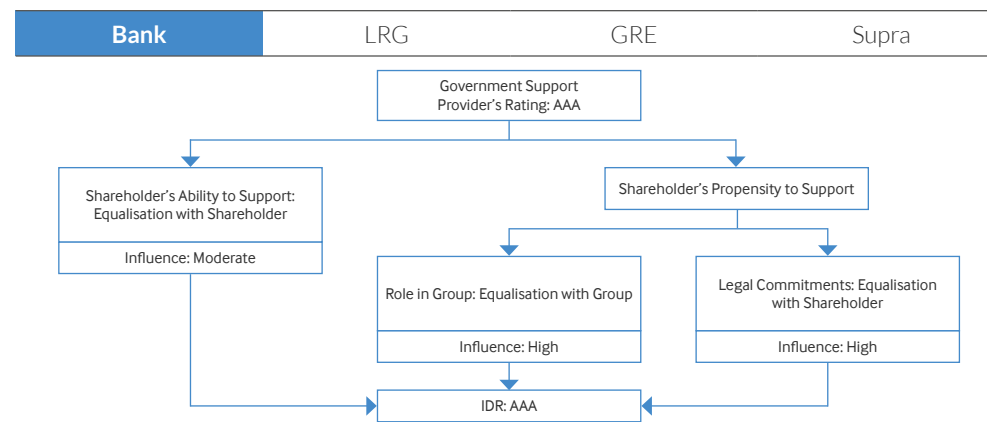 Bank
LRG
GRE
Supra
Government Support
Provider's Rating: AAA
Shareholder's Ability to Support:
Equalisation with Shareholder
Influence: Moderate
Shareholder's Propensity to Support
Role in Group: Equalisation with Group
Influence: High
Legal Commitments: Equalisation
with Shareholder
Influence: High
IDR: AAA